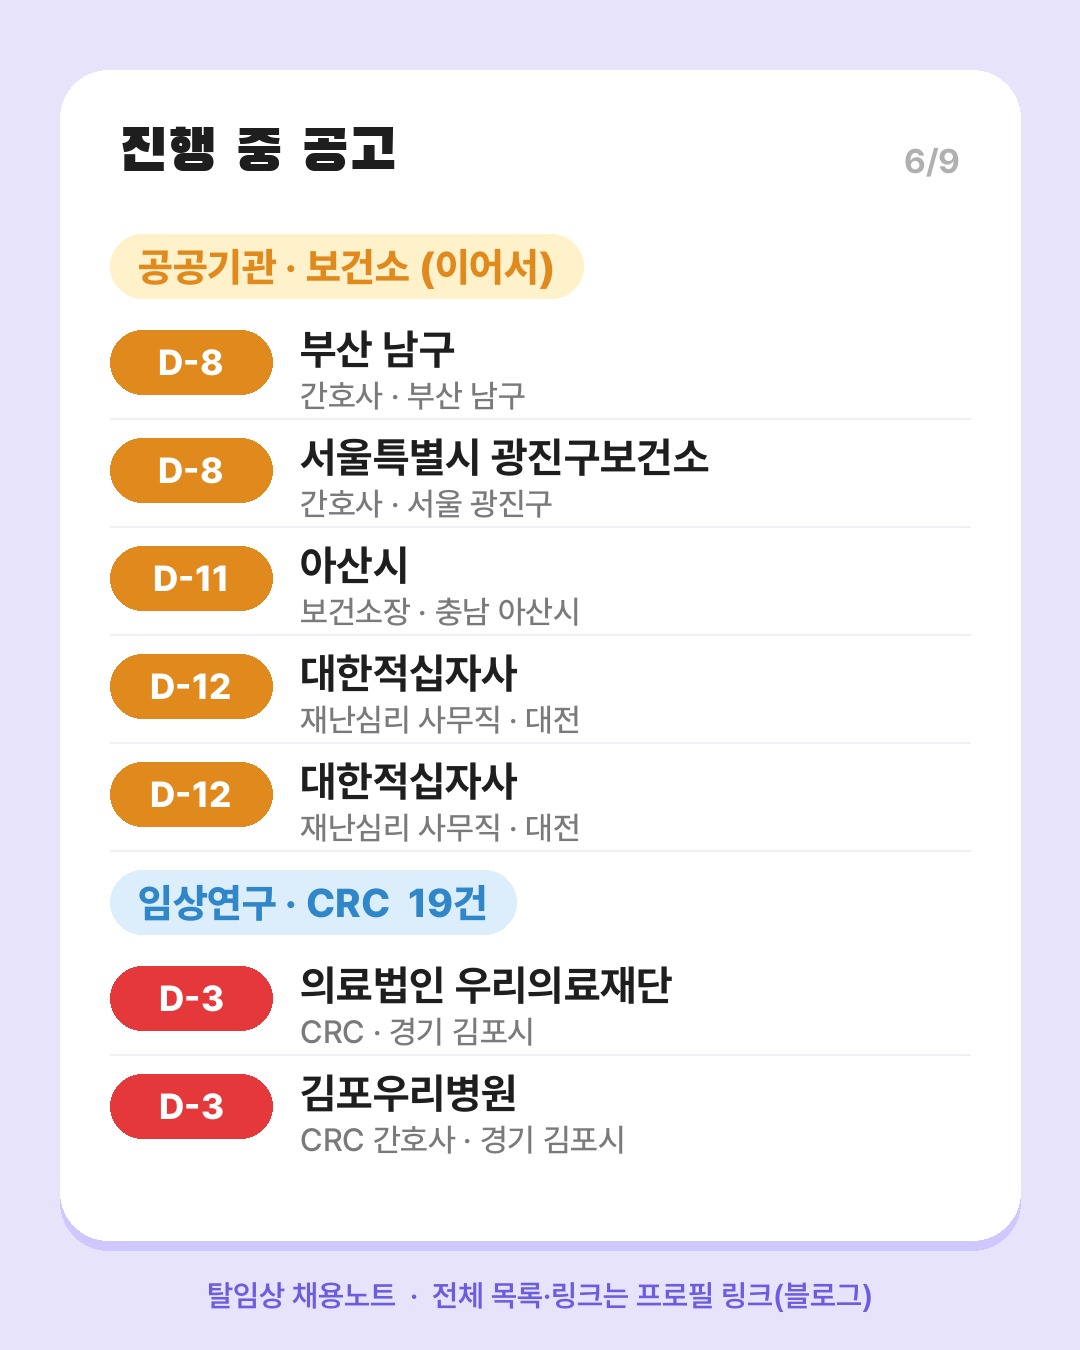 진행 중 공고
6/9
공공기관 · 보건소 (이어서)
D-8
부산 남구
간호사 · 부산 남구
D-8
서울특별시 광진구보건소
간호사 · 서울 광진구
D-11
아산시
보건소장 · 충남 아산시
D-12
대한적십자사
재난심리 사무직 · 대전
D-12
대한적십자사
재난심리 사무직 · 대전
임상연구 · CRC 19건
D-3
의료법인 우리의료재단
CRC · 경기 김포시
D-3
김포우리병원
CRC 간호사 · 경기 김포시
탈임상 채용노트 · 전체 목록·링크는 프로필 링크(블로그)